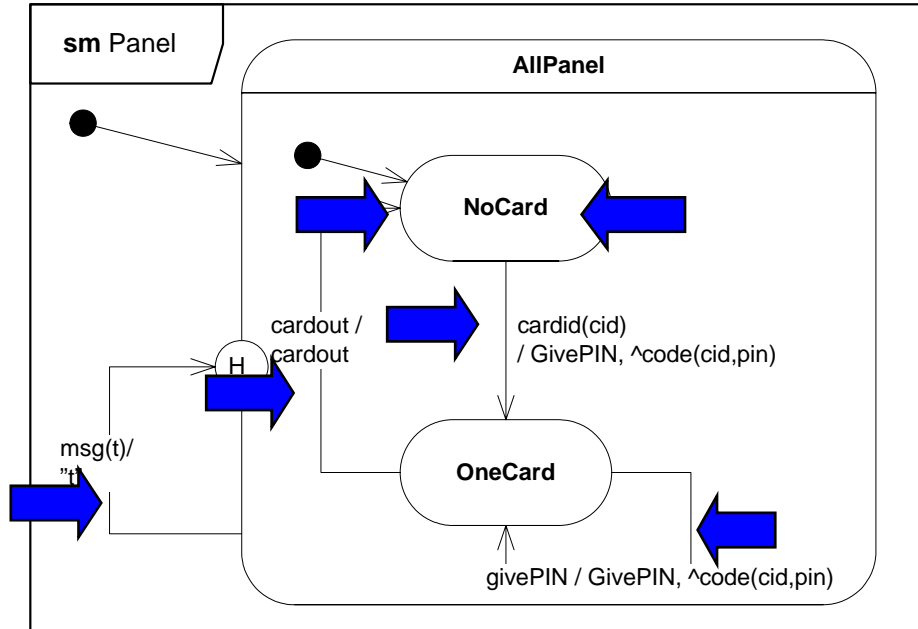 sm Panel
AllPanel
NoCard
cardout /
cardout
cardid(cid)
/ GivePIN, ^code(cid,pin)
H
msg(t)/
”t”
OneCard
givePIN / GivePIN, ^code(cid,pin)